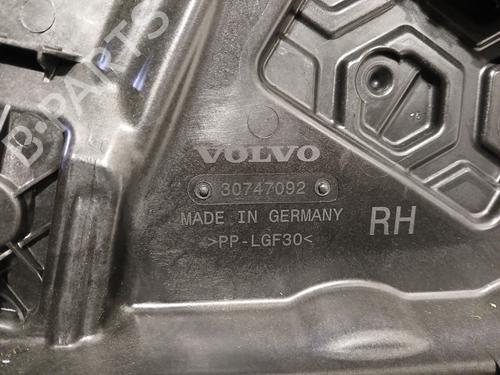 B-PARTS
VOLVO
30747092
MADE IN GERMANY
RH
>PP-LGF30<